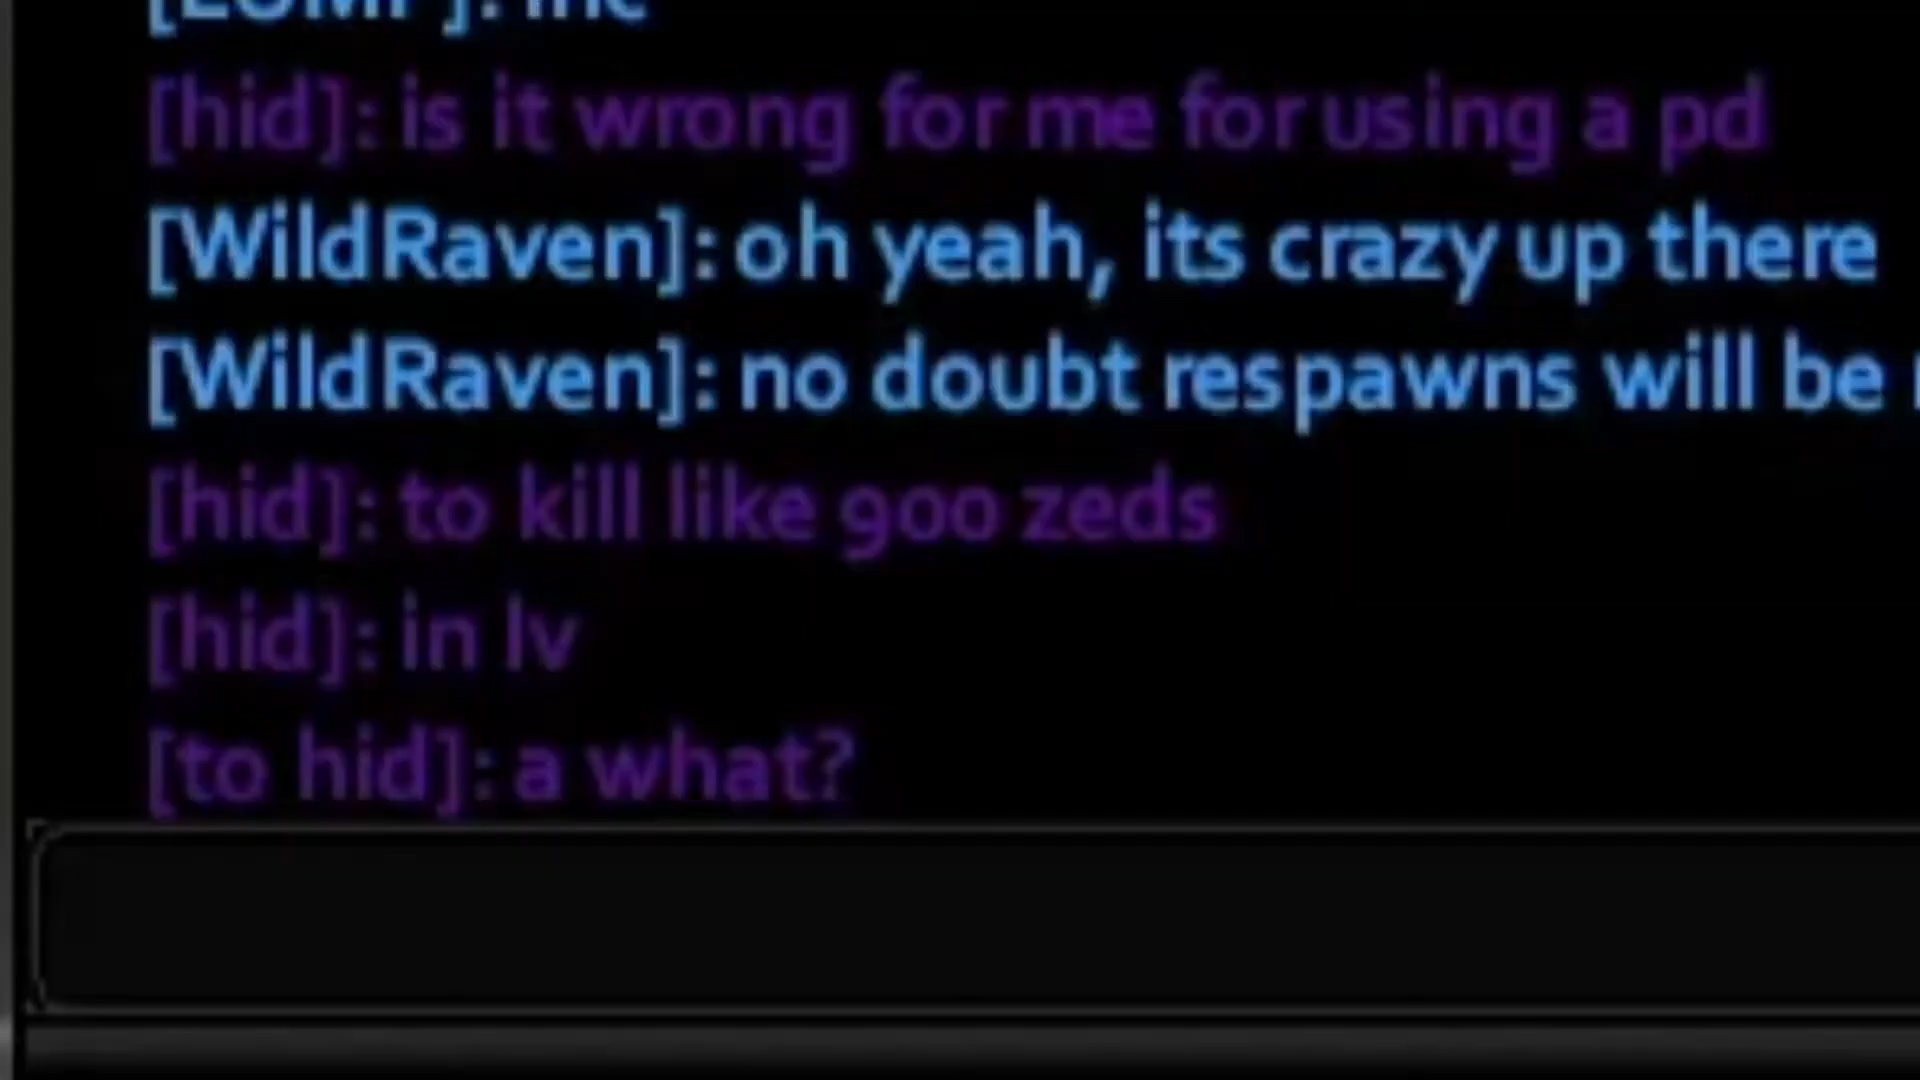 [hid]: is it wrong for me for using a pd
[WildRaven]: oh yeah, its crazy up there
[WildRaven]: no doubt respawns will be
[hid]: to kill like 900 zeds
[hid]: in lv
[to hid]: a what?